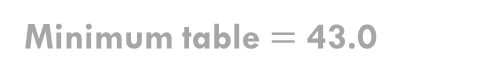 Minimum table = 43.0